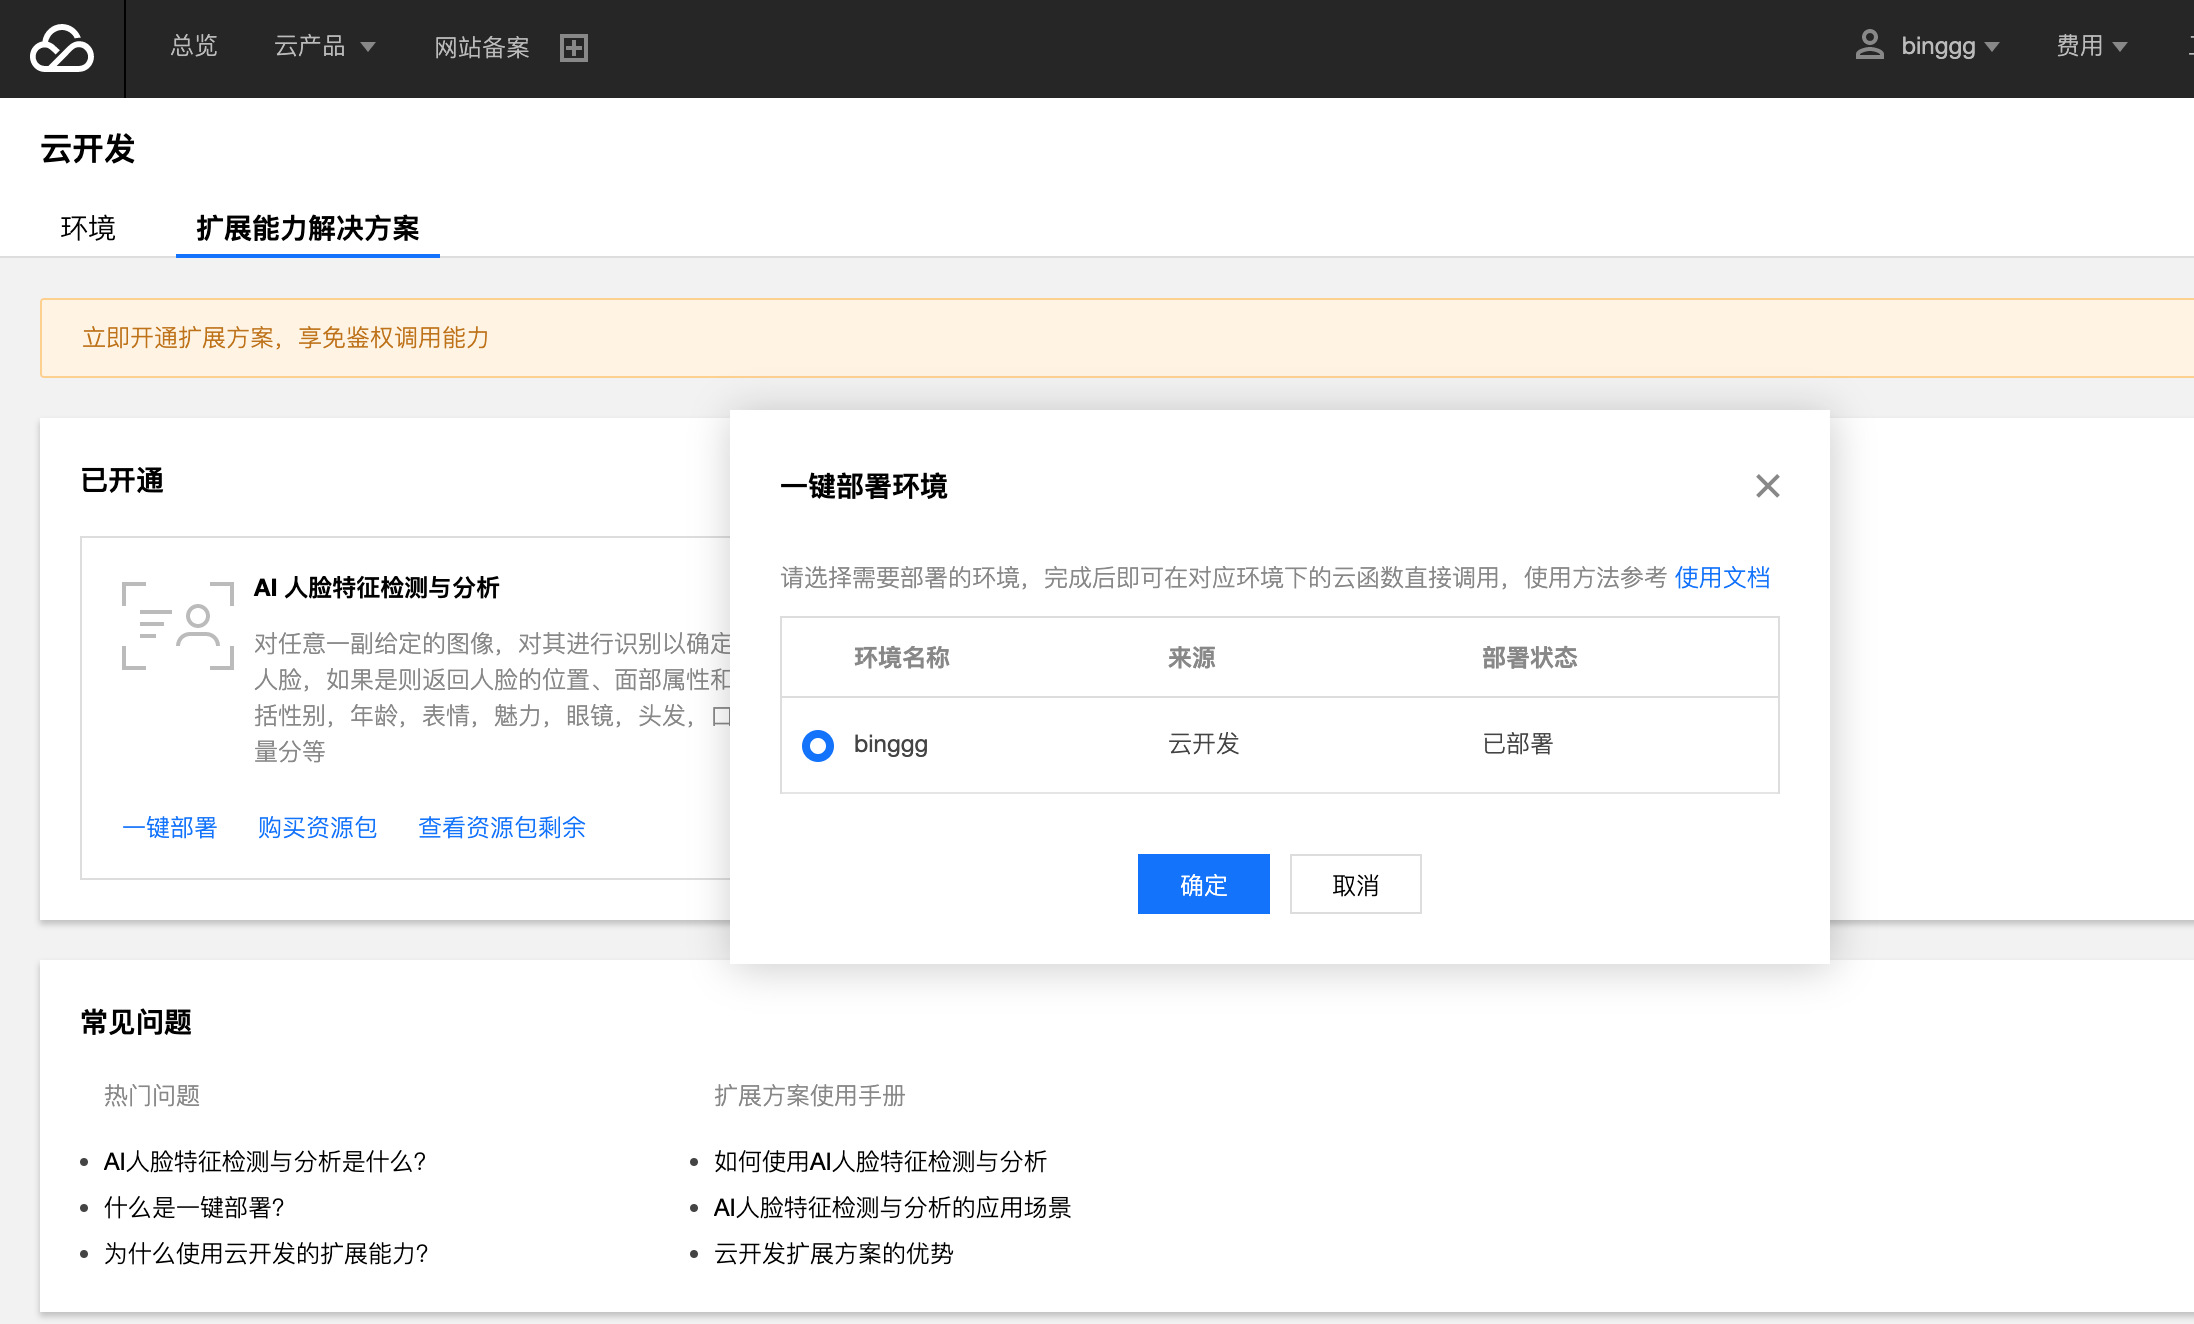 总览 云产品 网站备案 binggg 费用
云开发
环境 扩展能力解决方案
立即开通扩展方案，享免鉴权调用能力
已开通
AI 人脸特征检测与分析
对任意一副给定的图像，对其进行识别以确定
人脸，如果是则返回人脸的位置、面部属性和
括性别，年龄，表情，魅力，眼镜，头发，口
量分等
一键部署 购买资源包 查看资源包剩余
一键部署环境
请选择需要部署的环境，完成后即可在对应环境下的云函数直接调用，使用方法参考 使用文档
环境名称 来源 部署状态
binggg 云开发 已部署
确定 取消
常见问题
热门问题
AI人脸特征检测与分析是什么？
什么是一键部署？
为什么使用云开发的扩展能力？
扩展方案使用手册
如何使用AI人脸特征检测与分析
AI人脸特征检测与分析的应用场景
云开发扩展方案的优势